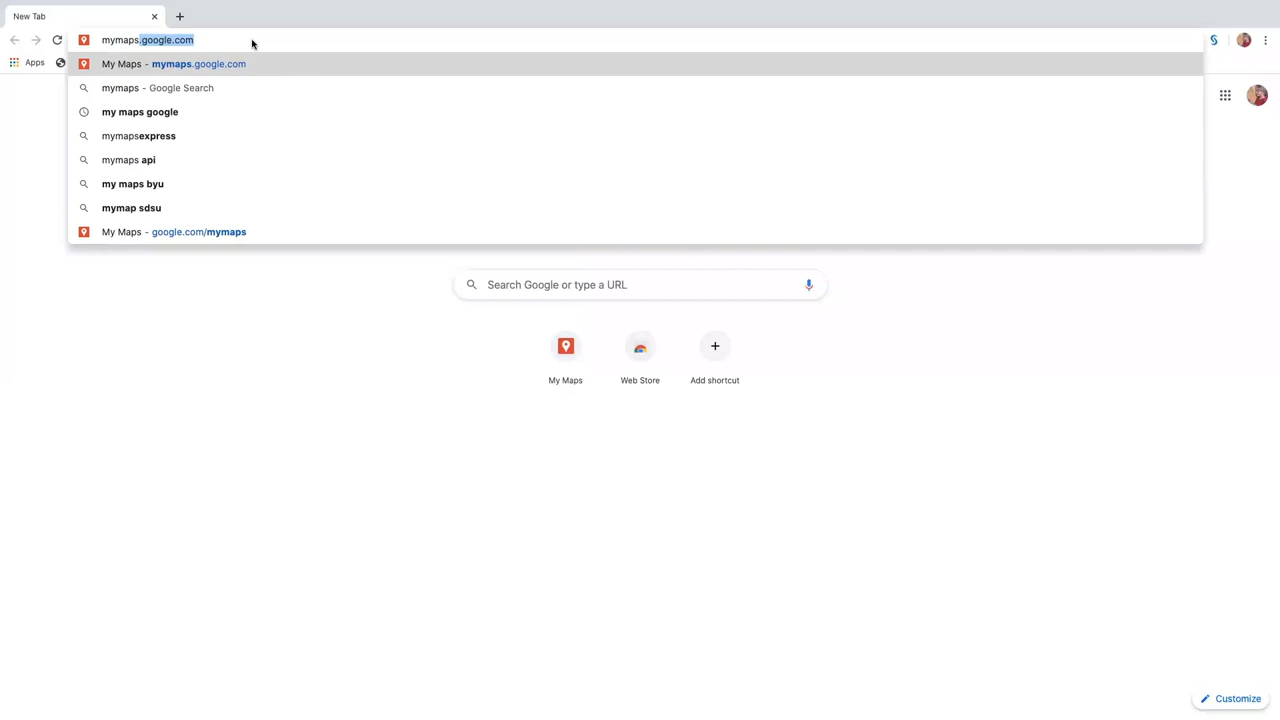 New Tab
mymaps.google.com
My Maps - mymaps.google.com
Apps
mymaps - Google Search
my maps google
mymapsexpress
mymaps api
my maps byu
mymap sdsu
My Maps - google.com/mymaps
Search Google or type a URL
My Maps
Web Store
Add shortcut
Customize